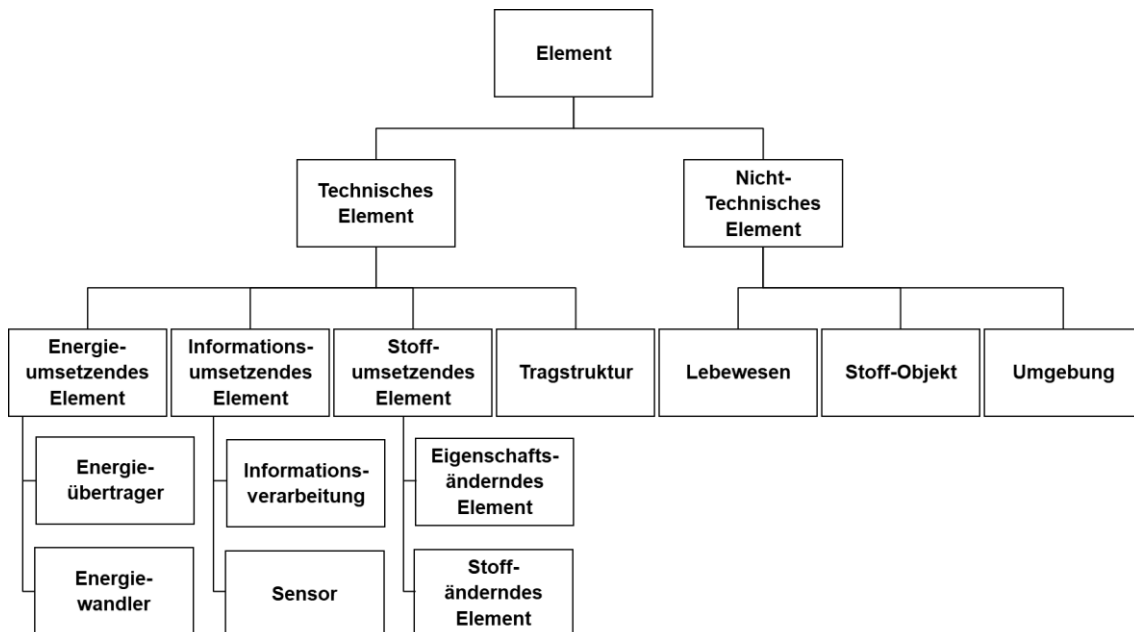 Element
Technisches
Element
Nicht-
Technisches
Element
Energie-
umsetzendes
Element
Informations-
umsetzendes
Element
Stoff-
umsetzendes
Element
Tragstruktur
Lebewesen
Stoff-Objekt
Umgebung
Energie-
übertrager
Informations-
verarbeitung
Eigenschafts-
änderndes
Element
Energie-
wandler
Sensor
Stoff-
änderndes
Element